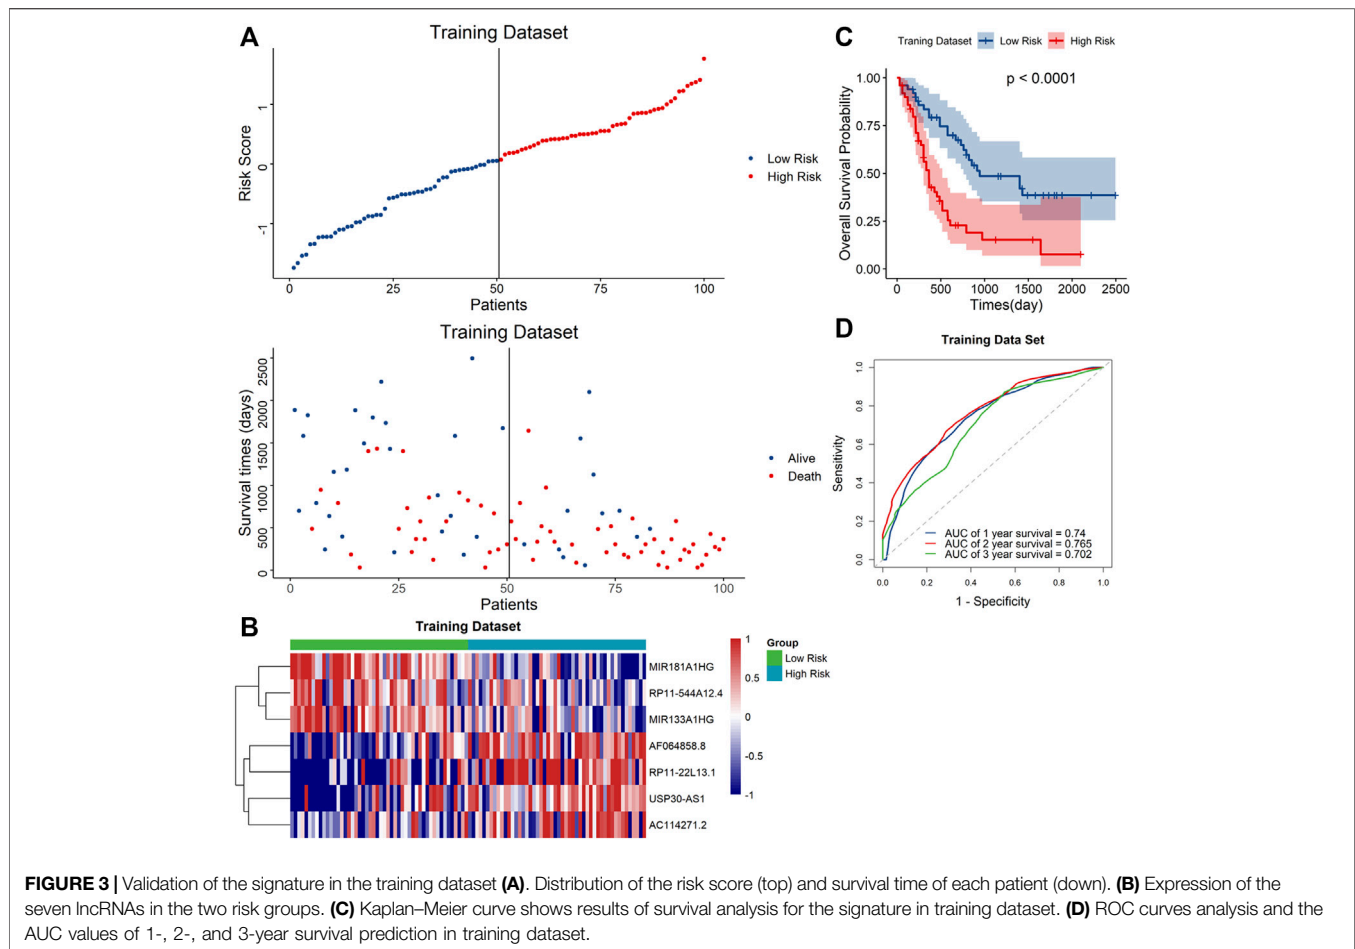 A
Training Dataset
Risk Score
1
0
-1
0
25
50
75
100
Patients
Low Risk
High Risk
Training Dataset
Survival times (days)
2500
2000
1500
1000
500
0
0
25
50
75
100
Patients
Alive
Death
B
Training Dataset
MIR181A1HG
RP11-544A12.4
MIR133A1HG
AF064858.8
RP11-22L13.1
USP30-AS1
AC114271.2
1
0.5
0
-0.5
-1
Group
Low Risk
High Risk
C
Traning Dataset Low Risk High Risk
p < 0.0001
Overall Survival Probability
1.00
0.75
0.50
0.25
0.00
0 500 1000 1500 2000 2500
Times(day)
D
Training Data Set
Sensitivity
1.0
0.8
0.6
0.4
0.2
0.0
AUC of 1 year survival = 0.74
AUC of 2 year survival = 0.765
AUC of 3 year survival = 0.702
0.0 0.2 0.4 0.6 0.8 1.0
1 - Specificity
FIGURE 3 | Validation of the signature in the training dataset (A). Distribution of the risk score (top) and survival time of each patient (down). (B) Expression of the
seven lncRNAs in the two risk groups. (C) Kaplan–Meier curve shows results of survival analysis for the signature in training dataset. (D) ROC curves analysis and the
AUC values of 1-, 2-, and 3-year survival prediction in training dataset.